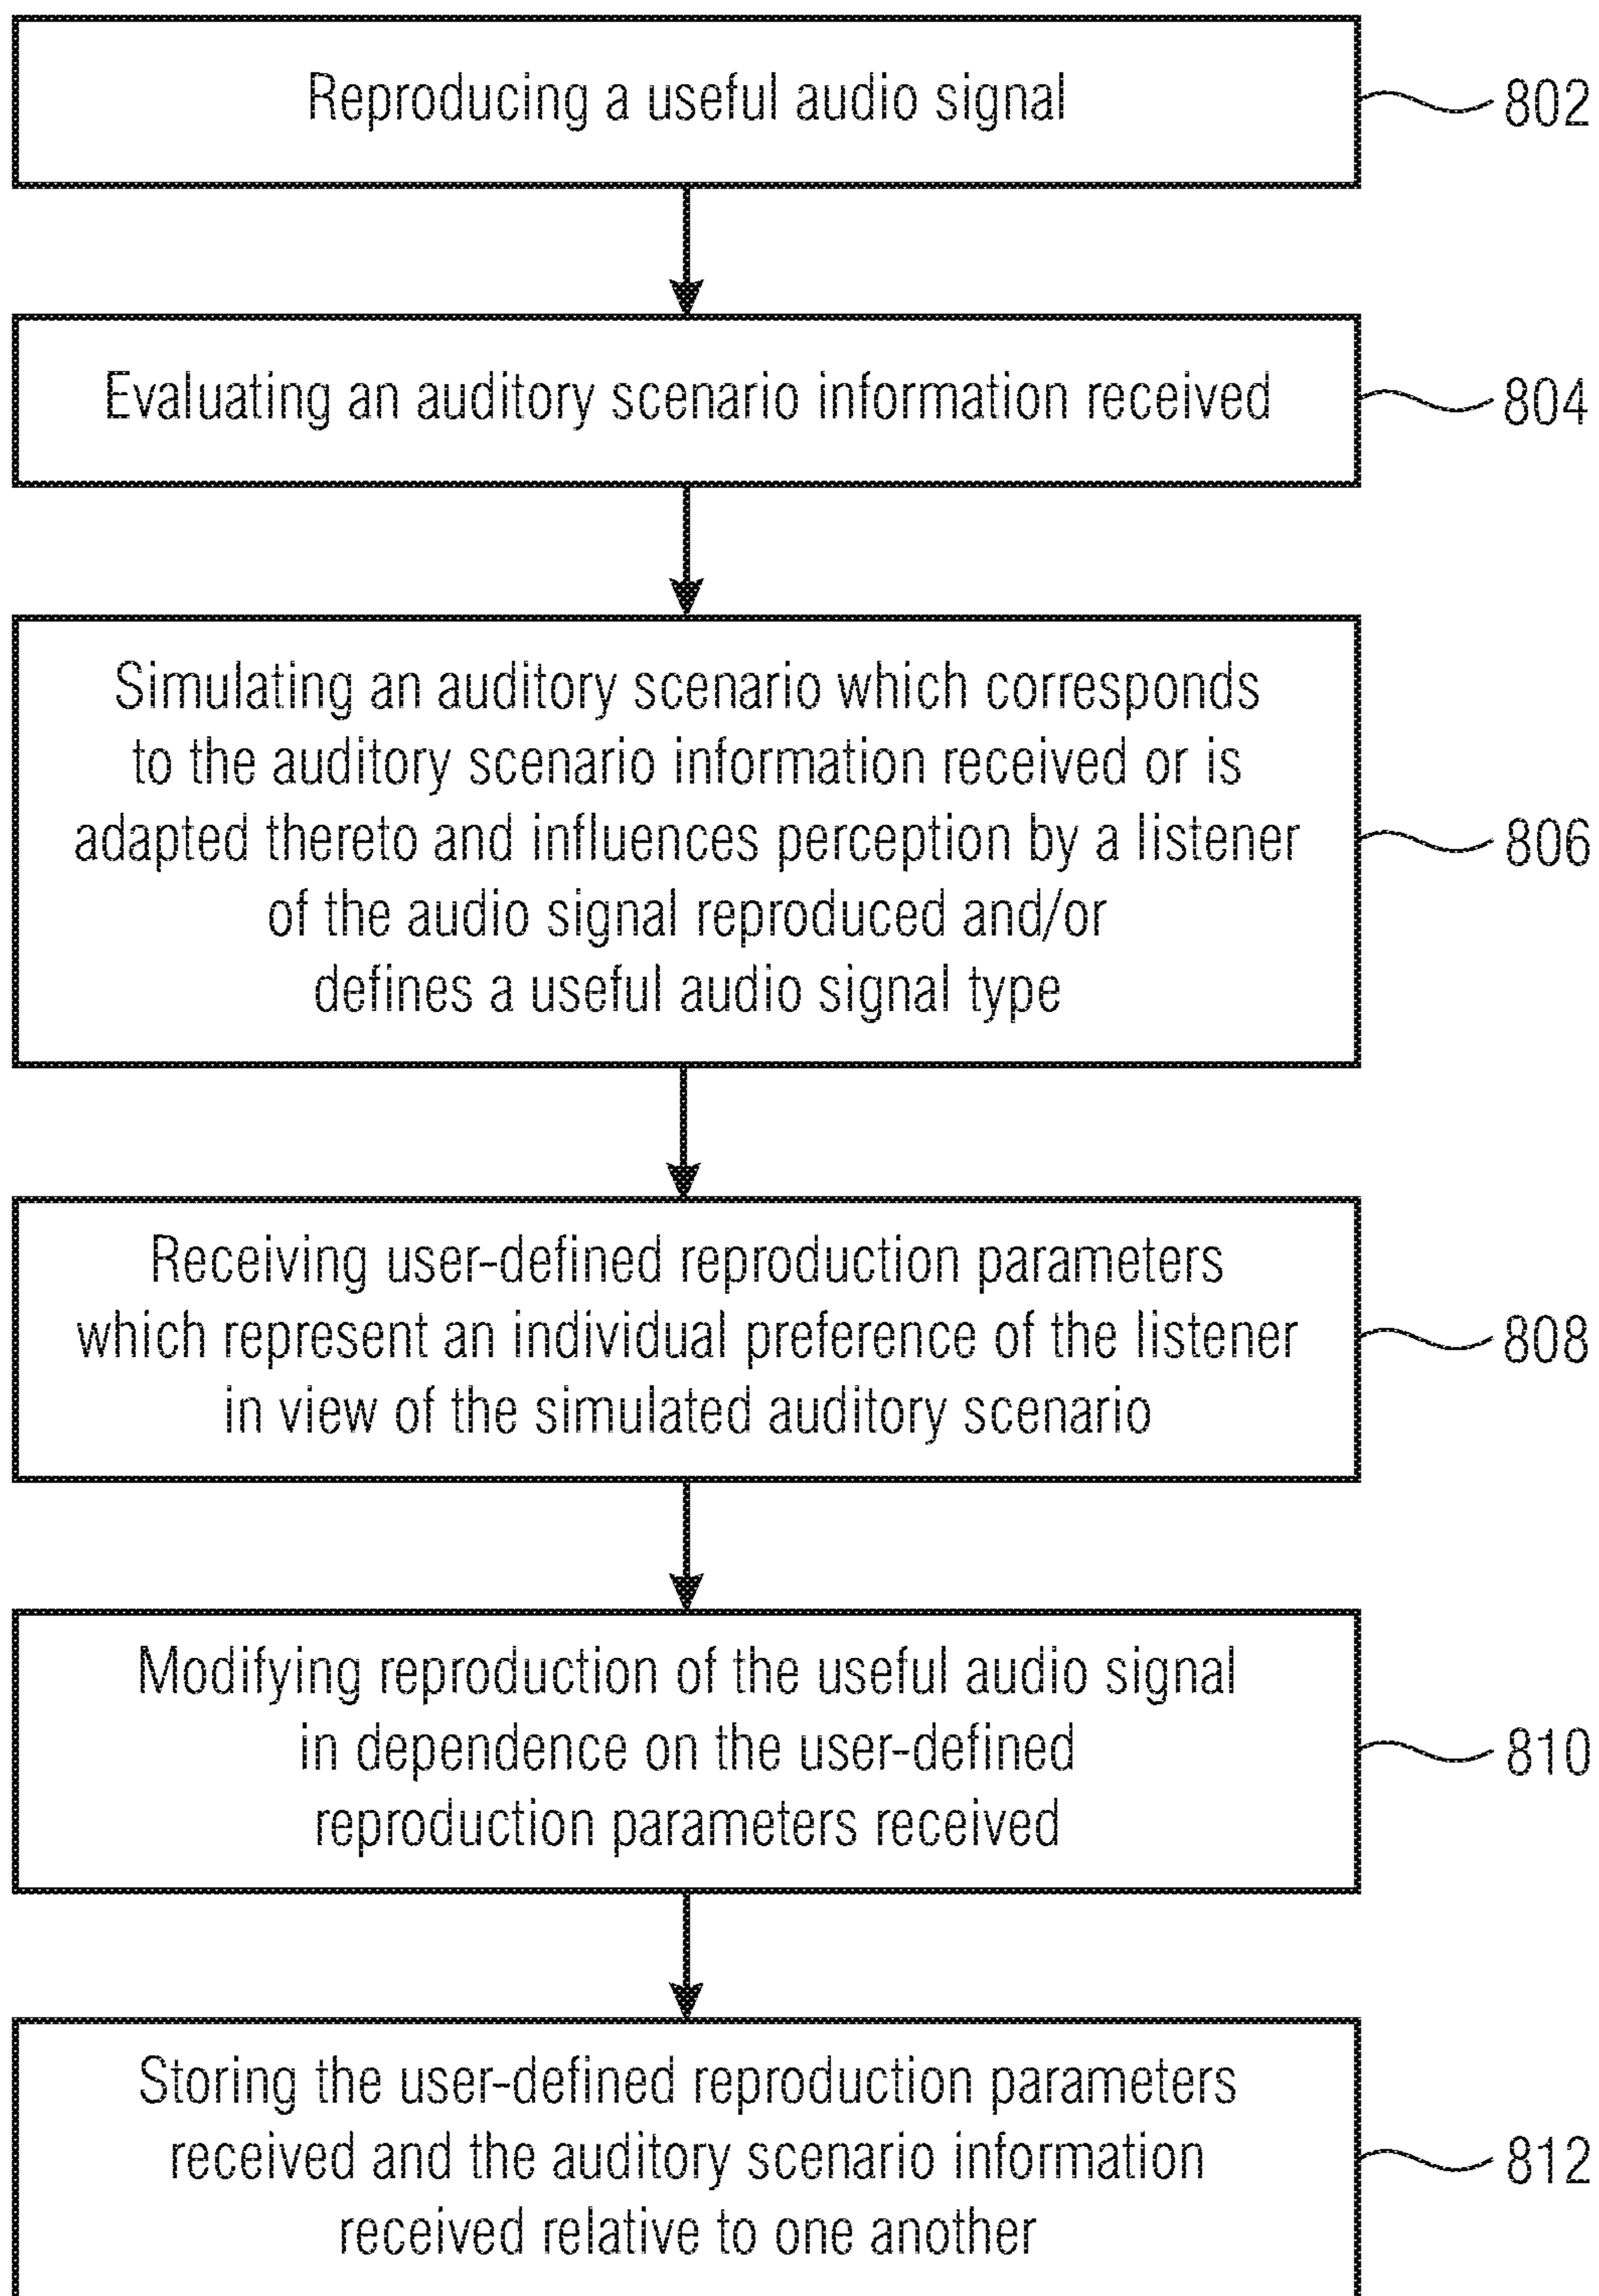 Reproducing a useful audio signal
802
Evaluating an auditory scenario information received
804
Simulating an auditory scenario which corresponds
to the auditory scenario information received or is
adapted thereto and influences perception by a listener
of the audio signal reproduced and/or
defines a useful audio signal type
806
Receiving user-defined reproduction parameters
which represent an individual preference of the listener
in view of the simulated auditory scenario
808
Modifying reproduction of the useful audio signal
in dependence on the user-defined
reproduction parameters received
810
Storing the user-defined reproduction parameters
received and the auditory scenario information
received relative to one another
812